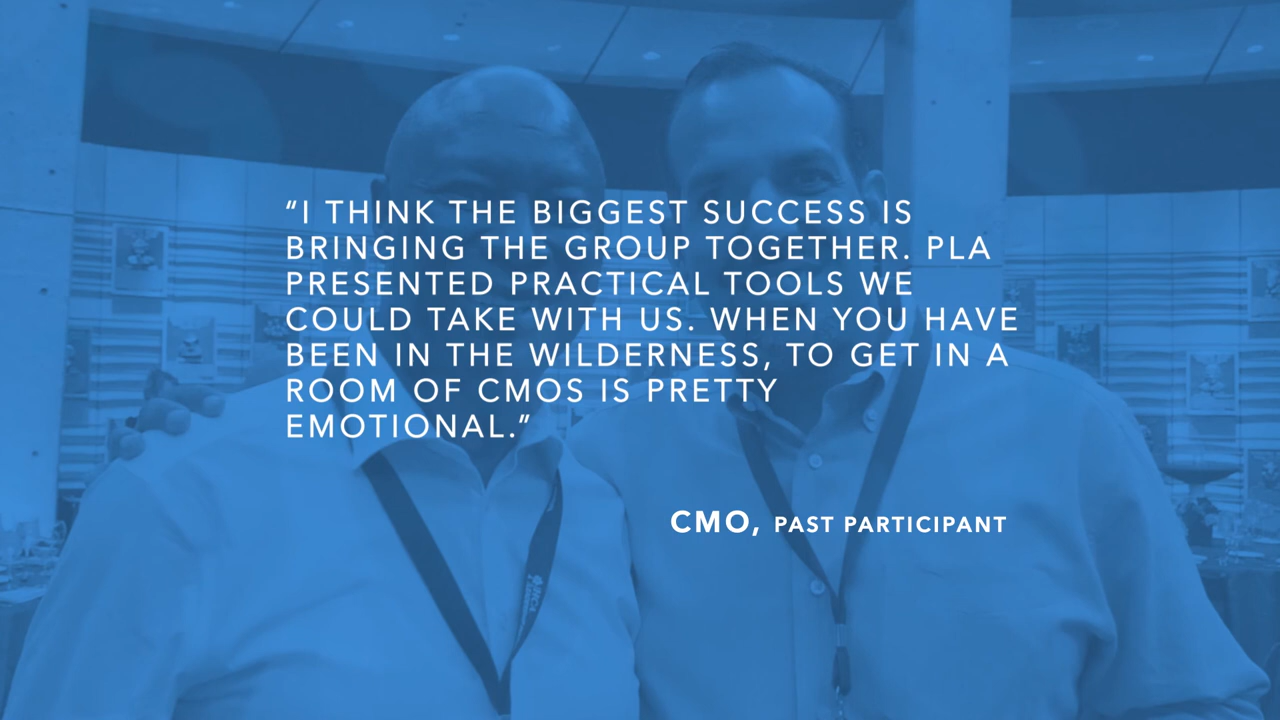 “I THINK THE BIGGEST SUCCESS IS
BRINGING THE GROUP TOGETHER. PLA
PRESENTED PRACTICAL TOOLS WE
COULD TAKE WITH US. WHEN YOU HAVE
BEEN IN THE WILDERNESS, TO GET IN A
ROOM OF CMOS IS PRETTY
EMOTIONAL.”
CMO, PAST PARTICIPANT